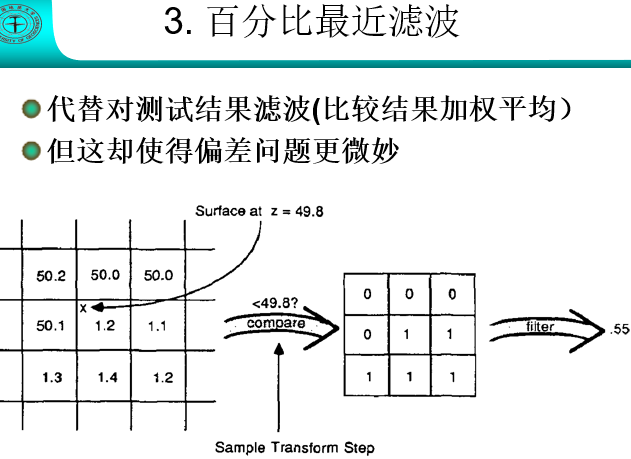 3. 百分比最近滤波
代替对测试结果滤波(比较结果加权平均）
但这却使得偏差问题更微妙
Surface at z = 49.8
50.2 50.0 50.0
50.1 1.2 1.1
1.3 1.4 1.2
x
<49.8?
compare
0 0 0
0 1 1
1 1 1
filter
.55
Sample Transform Step